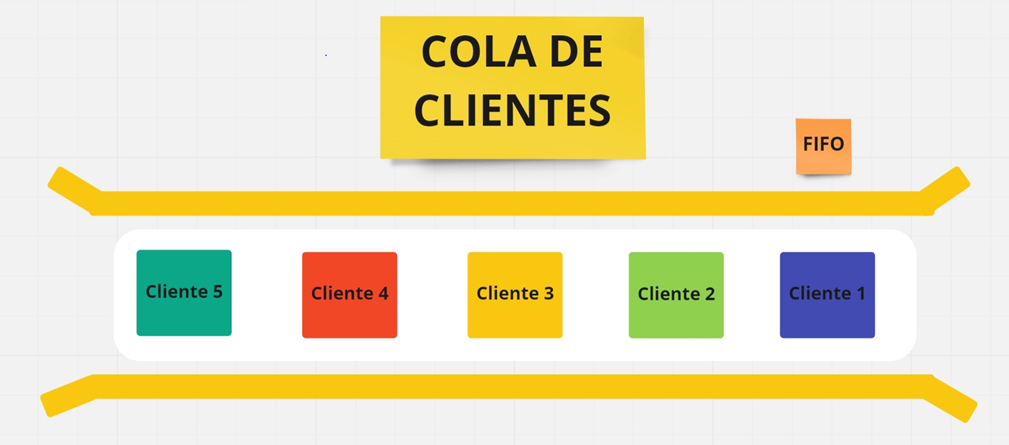 COLA DE
CLIENTES
FIFO
Cliente 5
Cliente 4
Cliente 3
Cliente 2
Cliente 1